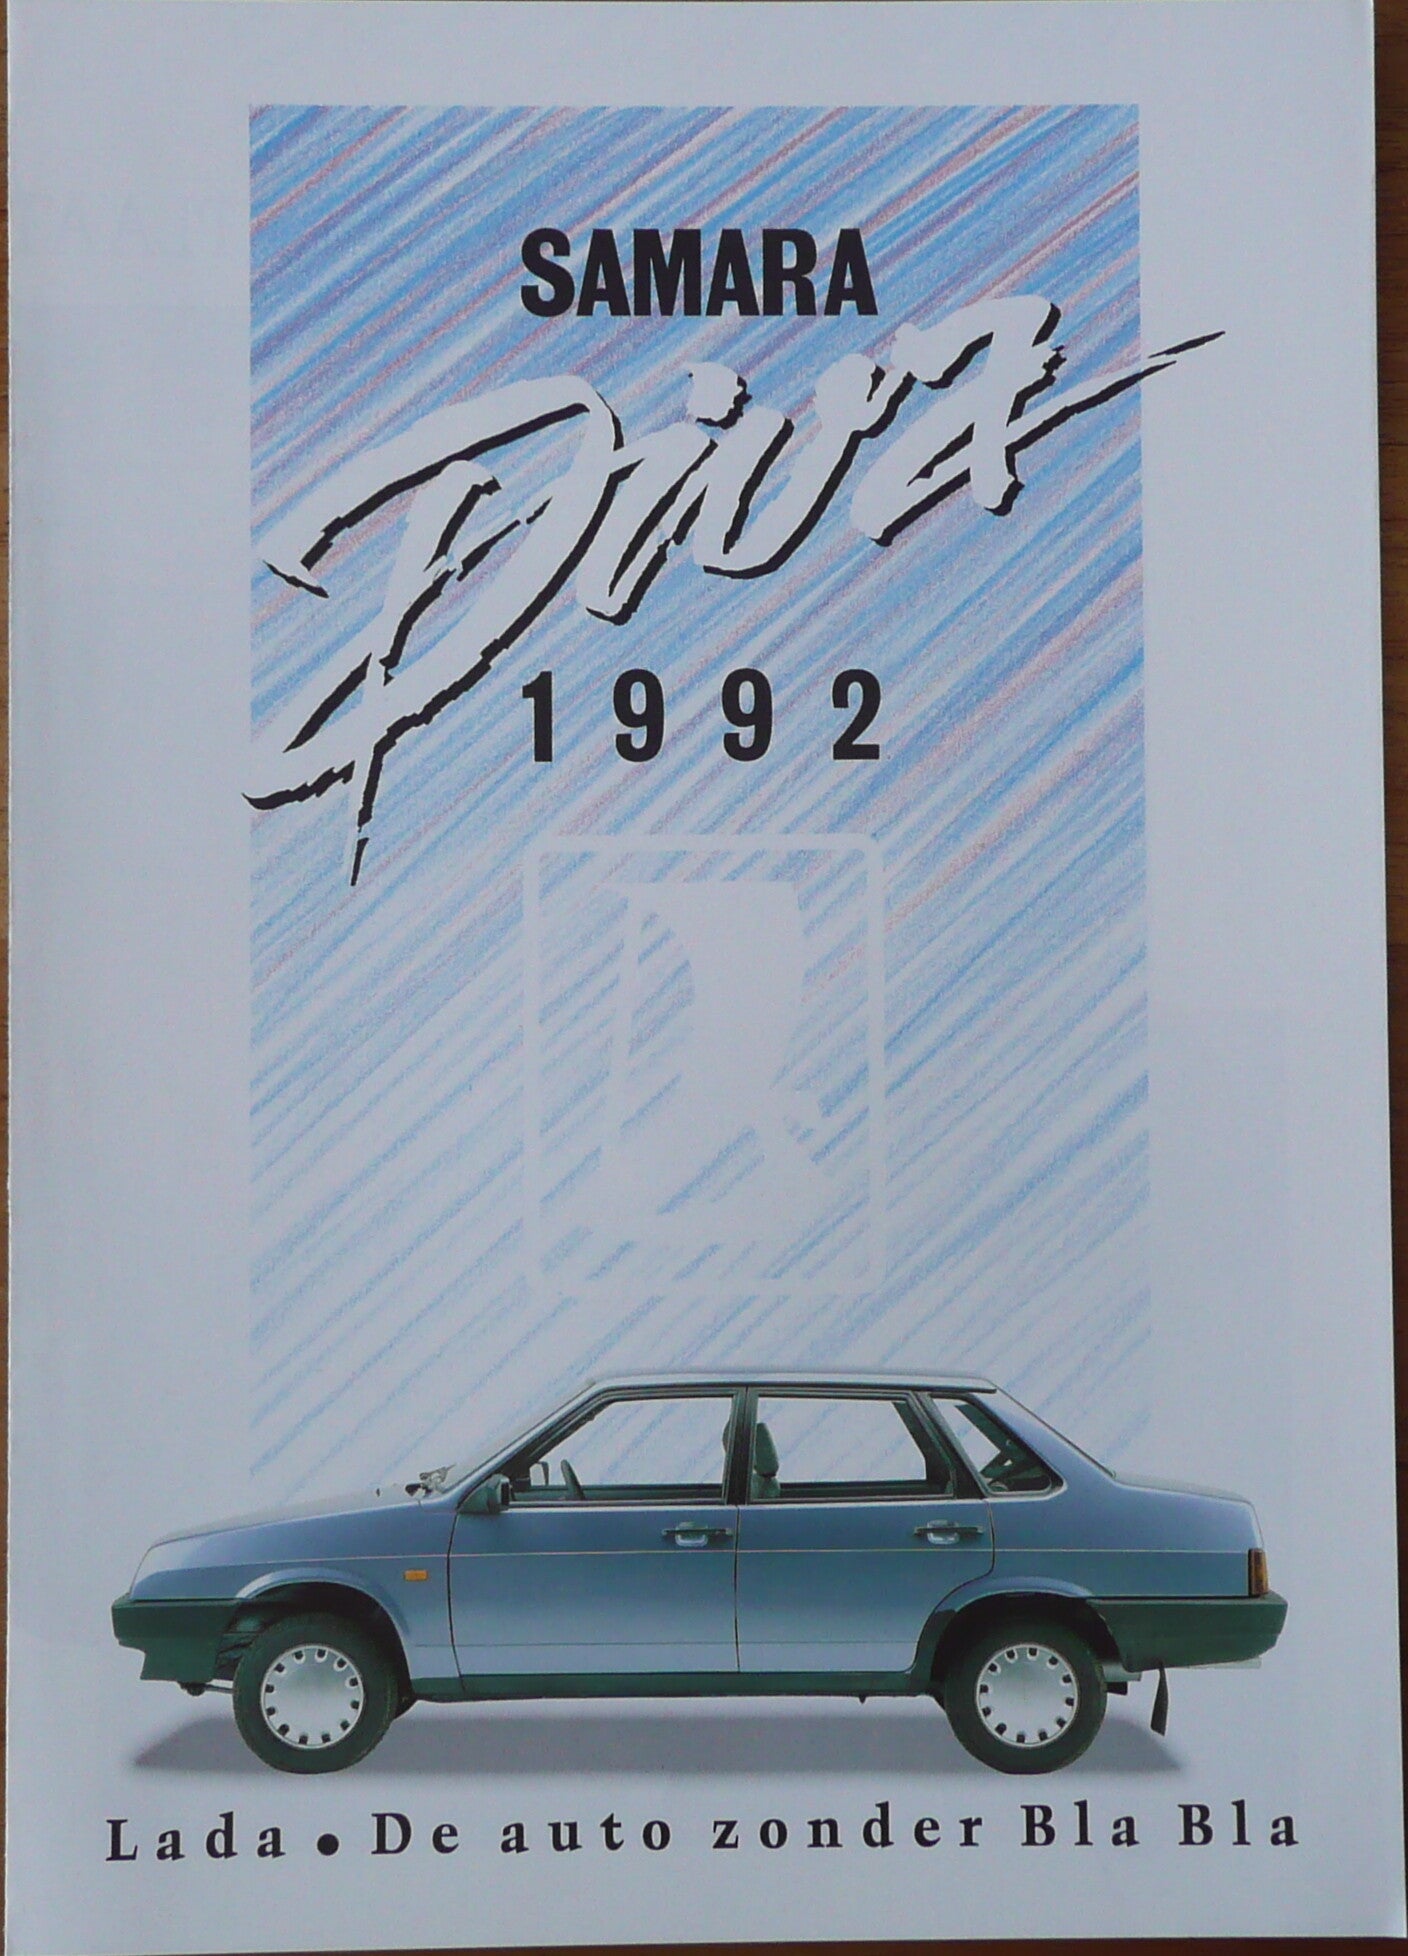 SAMARA
Diva
1992
Lada • De auto zonder Bla Bla